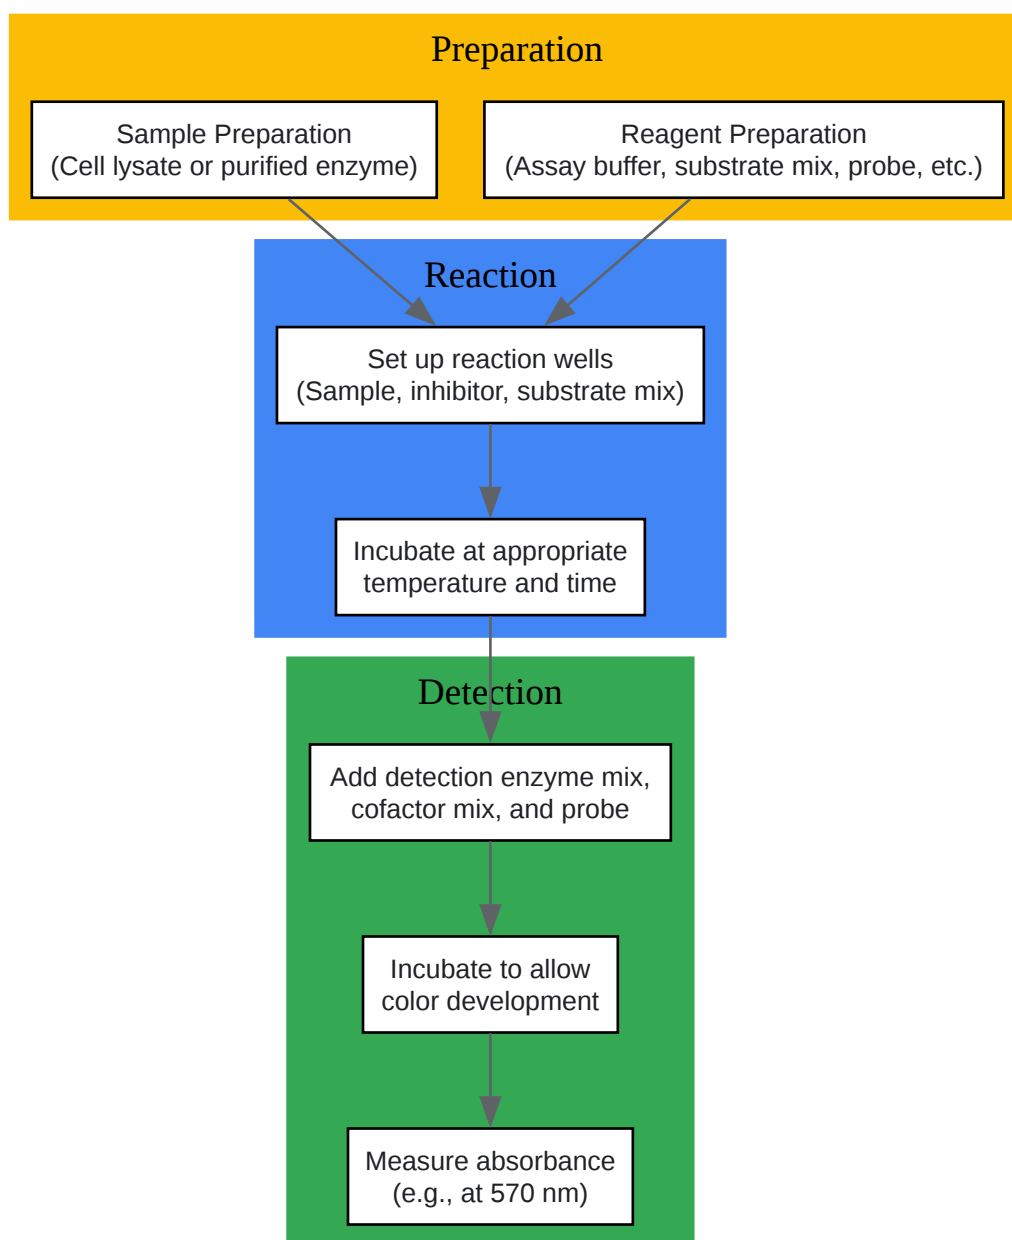 Preparation
Sample Preparation
(Cell lysate or purified enzyme)
Reagent Preparation
(Assay buffer, substrate mix, probe, etc.)
Reaction
Set up reaction wells
(Sample, inhibitor, substrate mix)
Incubate at appropriate
temperature and time
Detection
Add detection enzyme mix,
cofactor mix, and probe
Incubate to allow
color development
Measure absorbance
(e.g., at 570 nm)